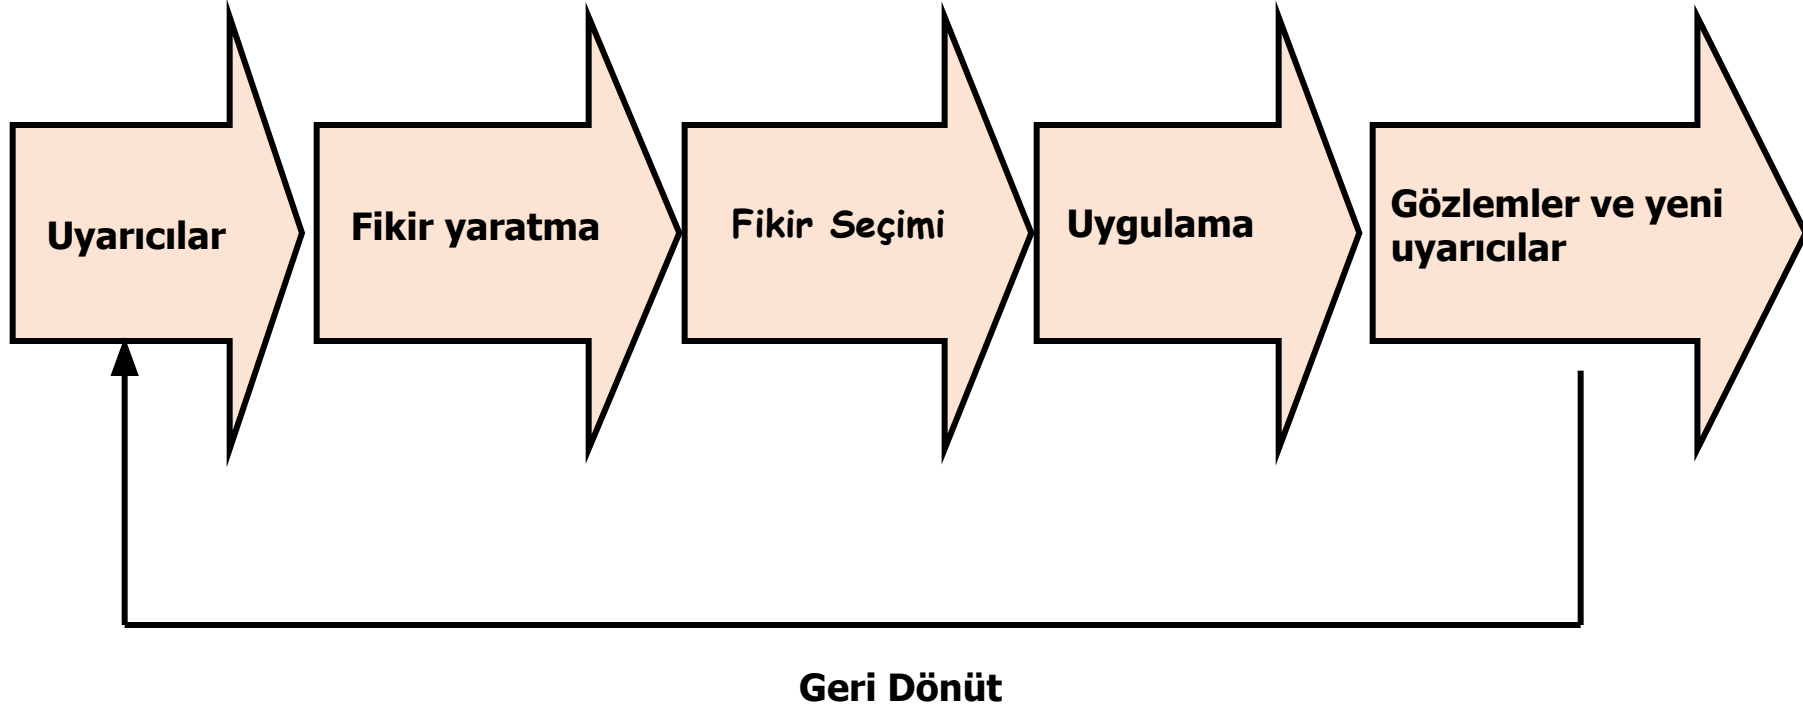 Uyarıcılar
Fikir yaratma
Fikir Seçimi
Uygulama
Gözlemler ve yeni
uyarıcılar
Geri Dönüt